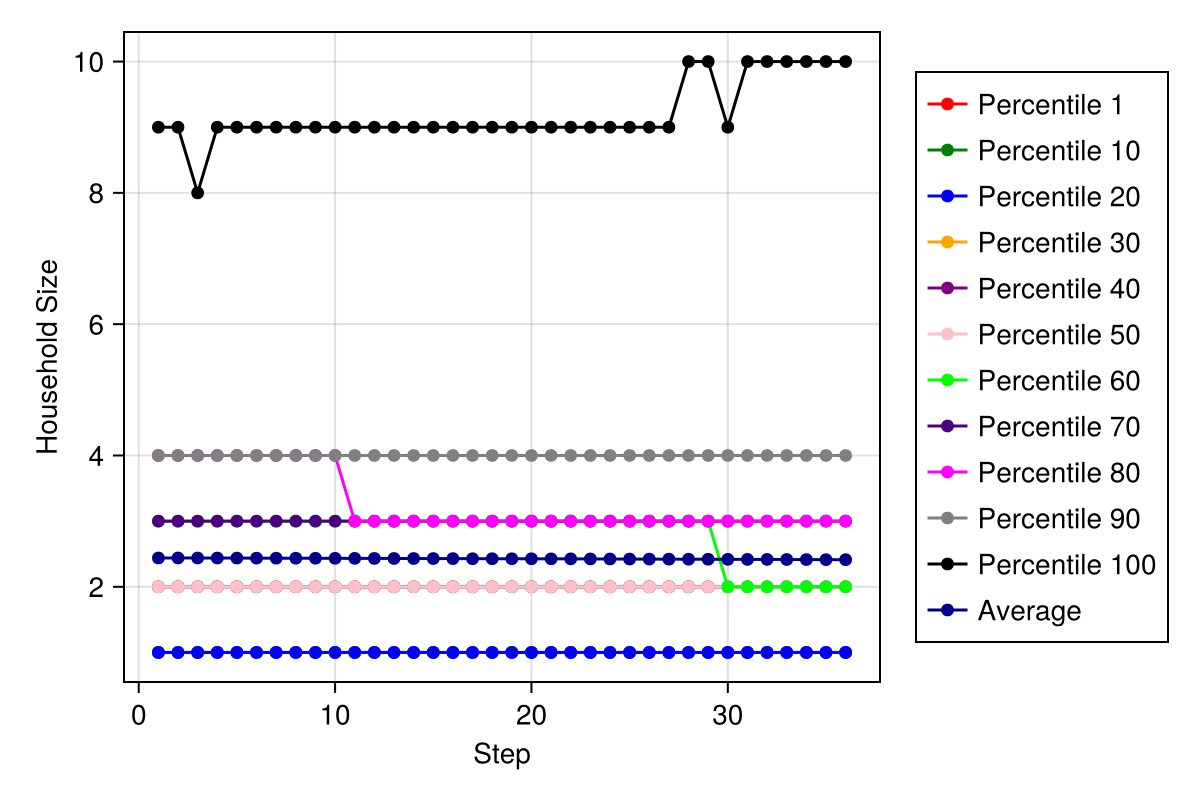 10
8
6
4
2
Household Size
0 10 20 30
Step
Percentile 1
Percentile 10
Percentile 20
Percentile 30
Percentile 40
Percentile 50
Percentile 60
Percentile 70
Percentile 80
Percentile 90
Percentile 100
Average